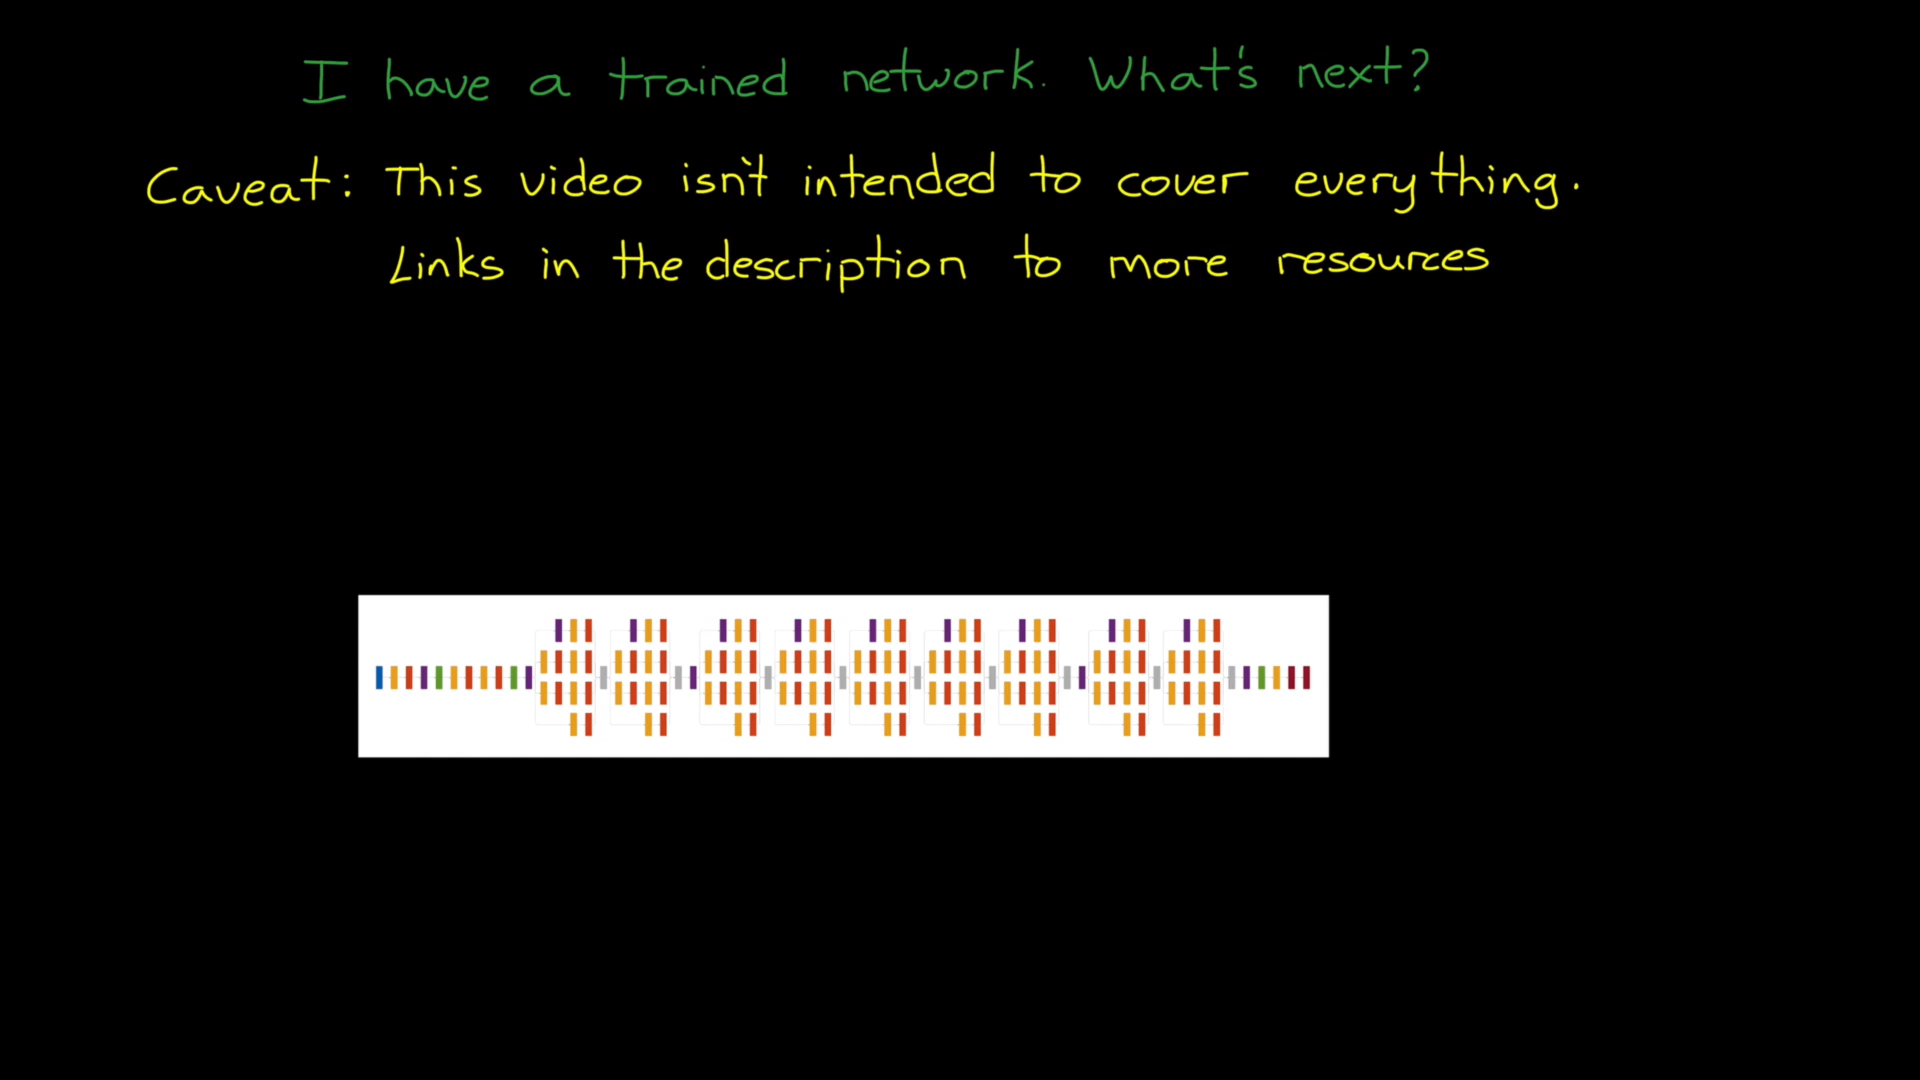 I have a trained network. What's next?
Caveat: This video isn't intended to cover everything.
Links in the description to more resources